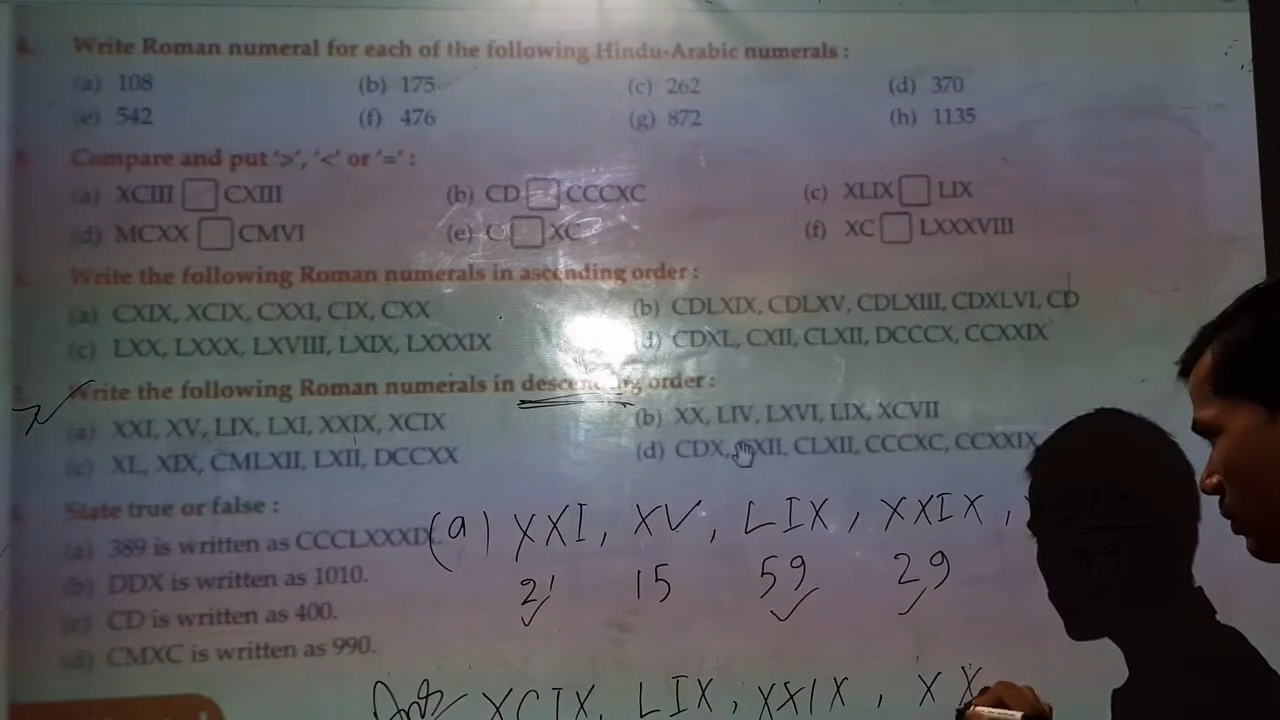 Write Roman numeral for each of the following Hindu-Arabic numerals :
(a) 108 (b) 175 (c) 262 (d) 370
(e) 542 (f) 476 (g) 872 (h) 1135
Compare and put '>', '<' or '=' :
(a) XCIII CXIII (b) CD CCCXC (c) XLIX LIX
(d) MCXX CMVI (e) C XC (f) XC LXXXVIII
Write the following Roman numerals in ascending order :
(a) CXIX, XCIX, CXXI, CIX, CXX (b) CDLXIX, CDLXV, CDLXIII, CDXLVI, CD
(c) LXX, LXXX, LXVIII, LXIX, LXXXIX (d) CDXL, CXII, CLXII, DCCCX, CCXXIX
7. Write the following Roman numerals in descending order :
(a) XXI, XV, LIX, LXI, XXIX, XCIX (b) XX, LIV, LXVI, LIX, XCVII
(c) XL, XIX, CMLXII, LXII, DCCXX (d) CDX, CLXII, CCCXC, CCXXIX
State true or false :
(a) 389 is written as CCCLXXXIX.
(b) DDX is written as 1010.
(c) CD is written as 400.
(d) CMXC is written as 990.
(a) XXI, XV, LIX, XXIX,
21 15 59 29
Ans XCIX, LIX, XXIX, XX